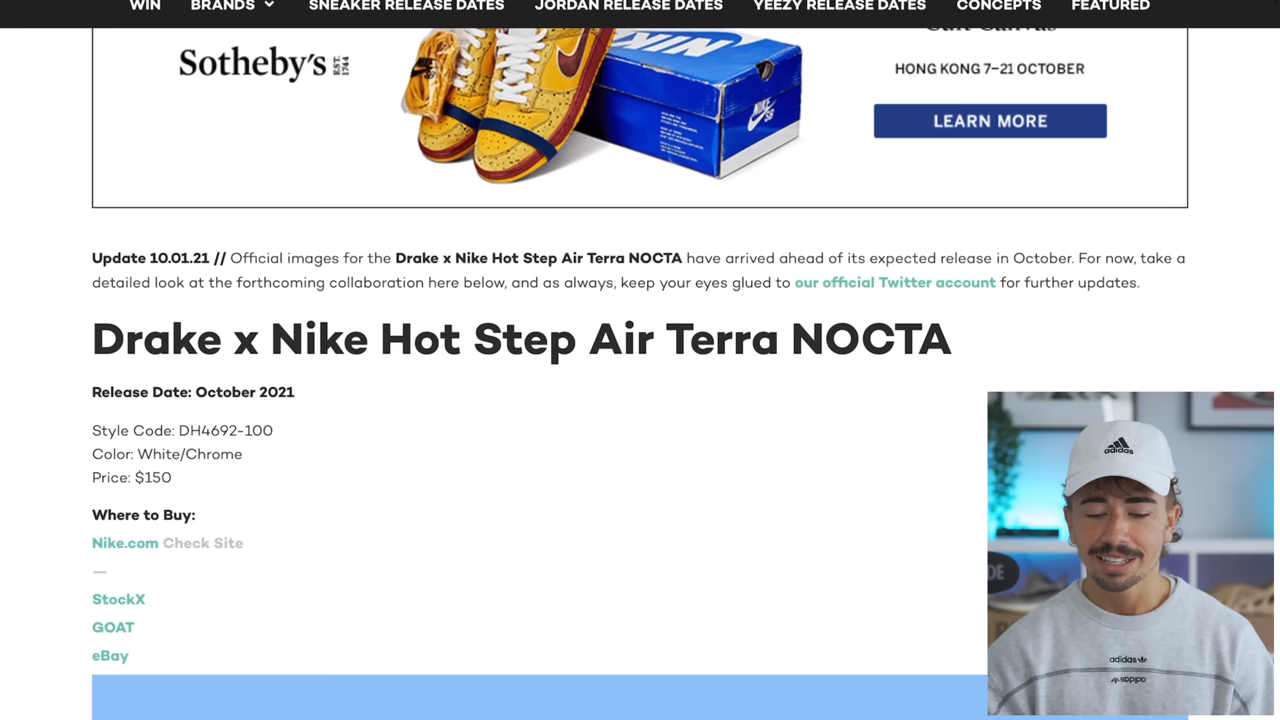 WIN BRANDS SNEAKER RELEASE DATES JORDAN RELEASE DATES YEEZY RELEASE DATES CONCEPTS FEATURED
Sotheby's EST. 1744
NIKE
NIKE SB
HONG KONG 7–21 OCTOBER
LEARN MORE
Update 10.01.21 // Official images for the Drake x Nike Hot Step Air Terra NOCTA have arrived ahead of its expected release in October. For now, take a
detailed look at the forthcoming collaboration here below, and as always, keep your eyes glued to our official Twitter account for further updates.
Drake x Nike Hot Step Air Terra NOCTA
Release Date: October 2021
Style Code: DH4692-100
Color: White/Chrome
Price: $150
Where to Buy:
Nike.com Check Site
—
StockX
GOAT
eBay
adidas
adidas
adidas